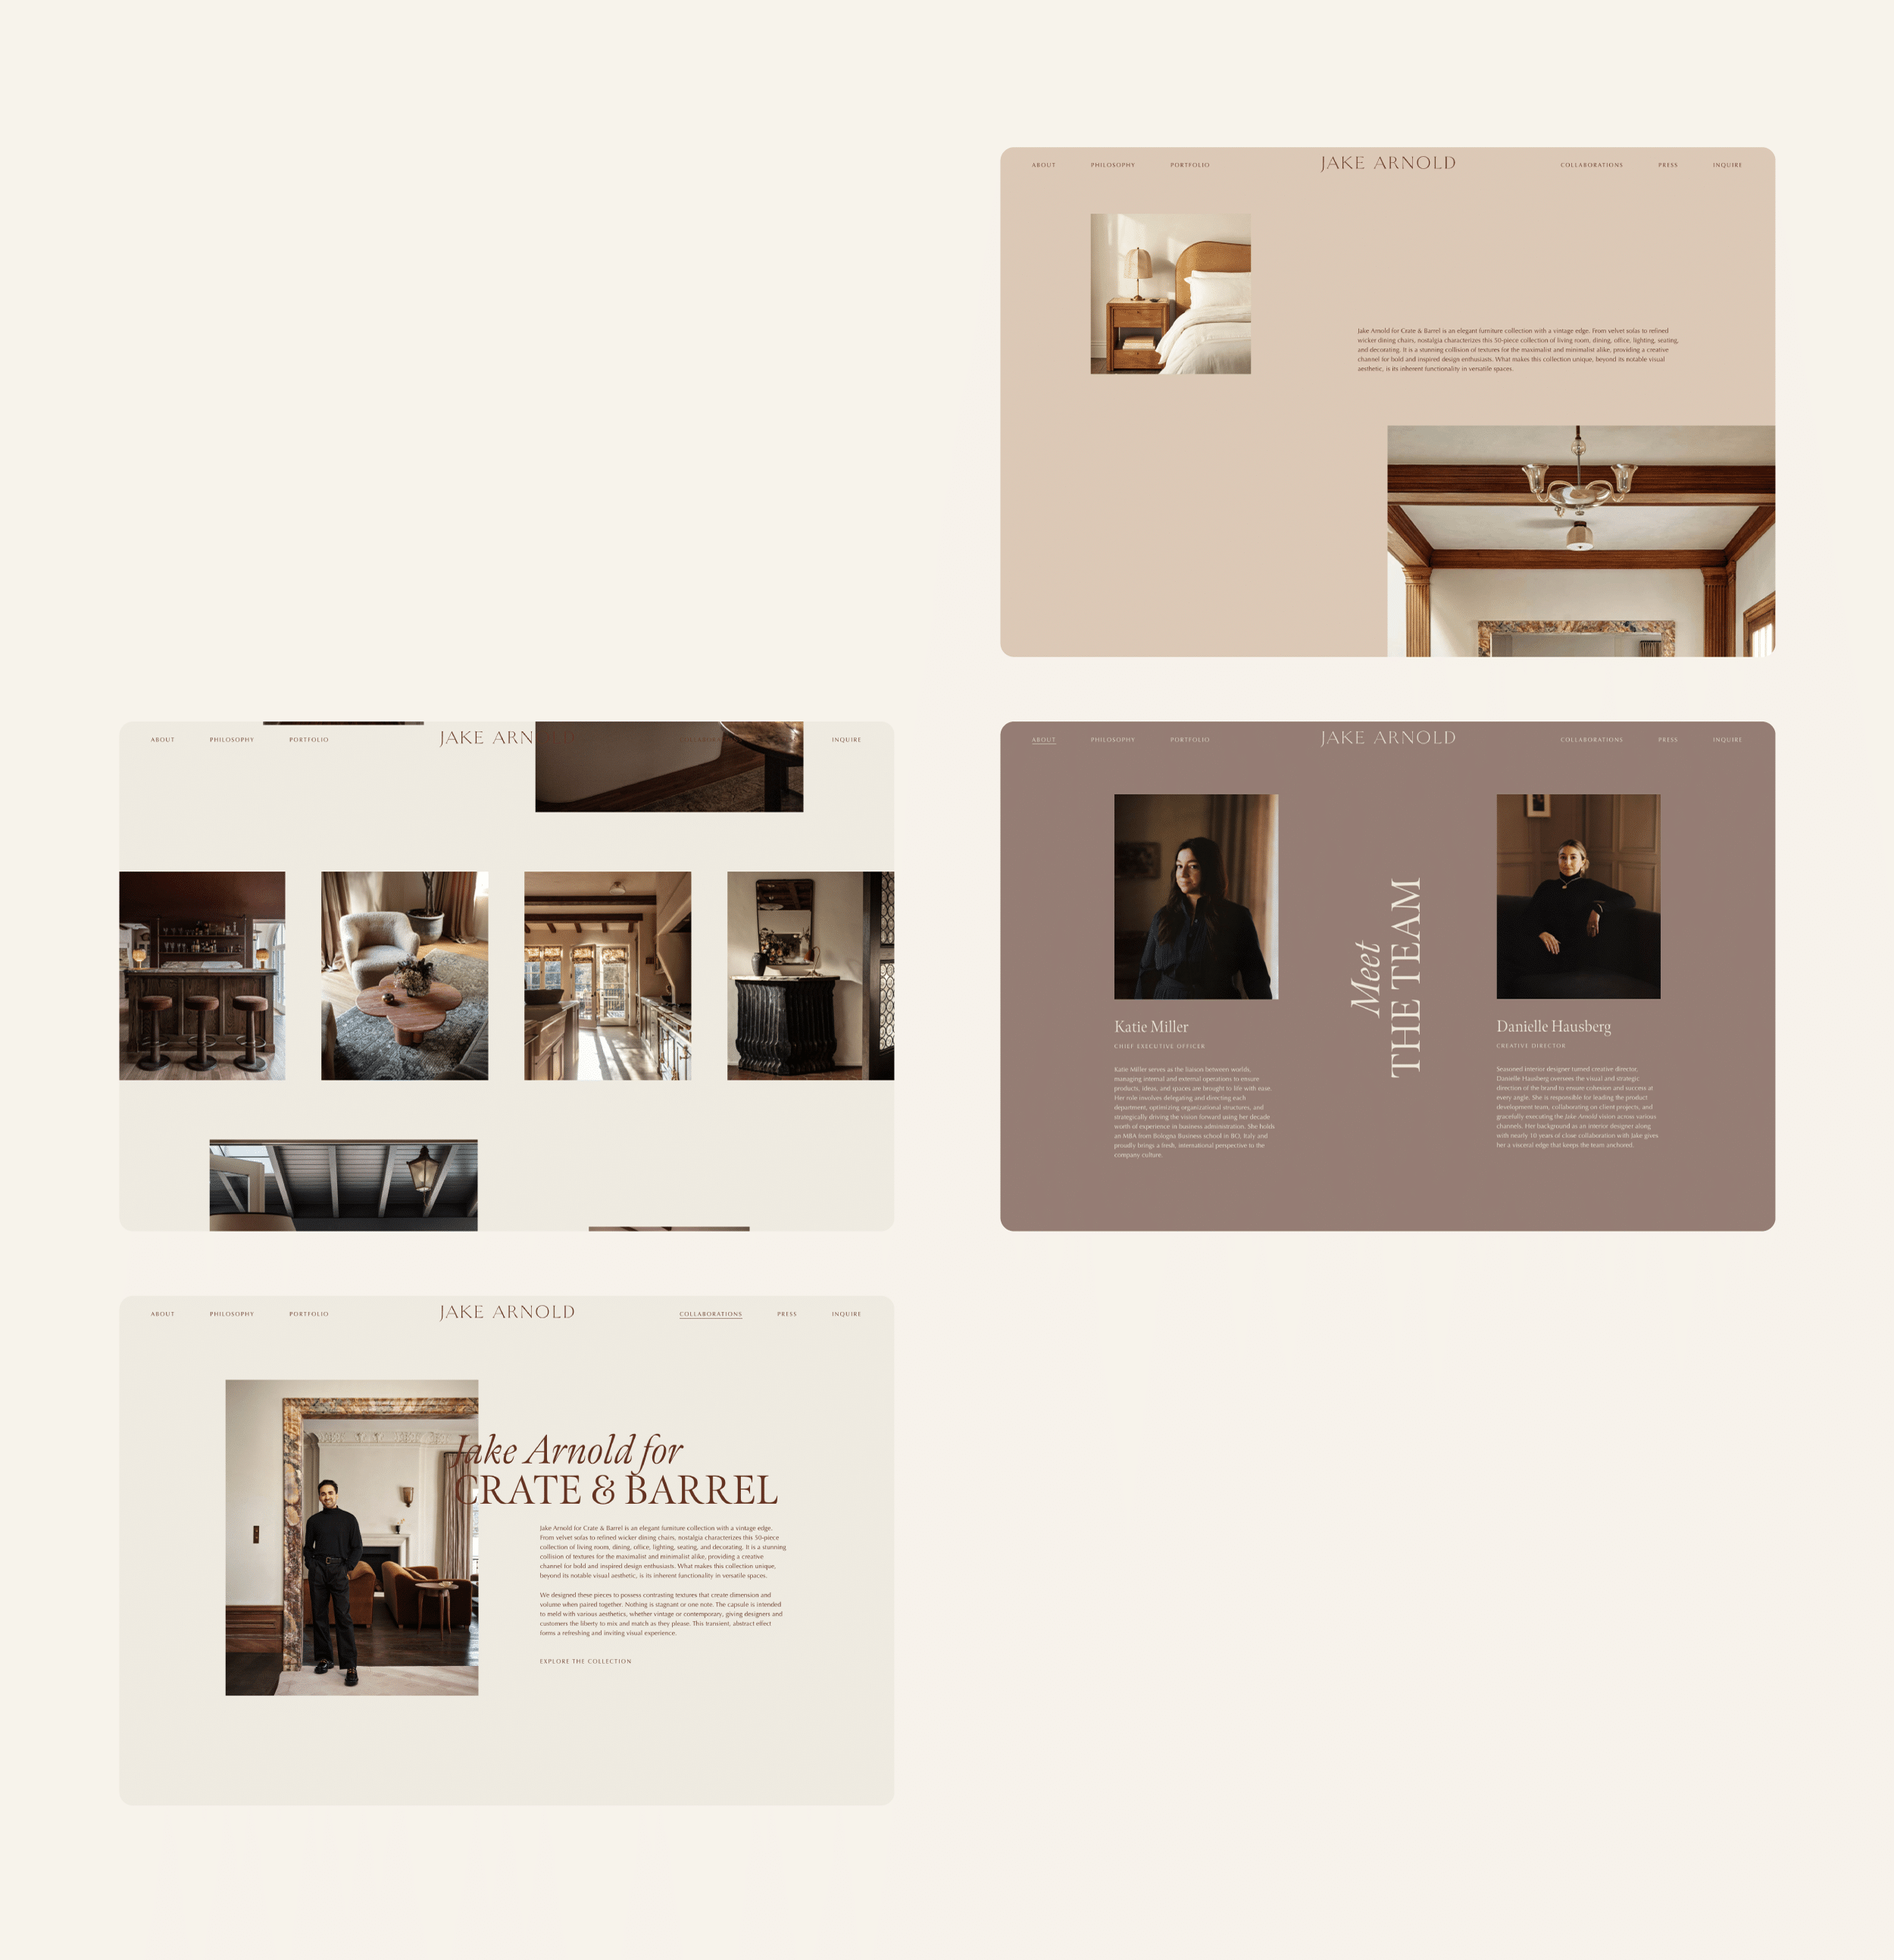 ABOUT PHILOSOPHY PORTFOLIO JAKE ARNOLD COLLABORATIONS PRESS INQUIRE
Jake Arnold for Crate & Barrel is an elegant furniture collection with a vintage edge. From velvet sofas to refined
wicker dining chairs, nostalgia characterizes this 50-piece collection of living room, dining, office, lighting, seating,
and decorating. It is a stunning collision of textures for the maximalist and minimalist alike, providing a creative
channel for bold and inspired design enthusiasts. What makes this collection unique, beyond its notable visual
aesthetic, is its inherent functionality in versatile spaces.
ABOUT PHILOSOPHY PORTFOLIO JAKE ARNOLD INQUIRE
ABOUT PHILOSOPHY PORTFOLIO JAKE ARNOLD COLLABORATIONS PRESS INQUIRE
Meet
THE TEAM
Katie Miller
CHIEF EXECUTIVE OFFICER
Katie Miller serves as the liaison between worlds,
managing internal and external operations to ensure
products, ideas, and spaces are brought to life with ease.
Her role involves delegating and directing each
department, optimizing organizational structures, and
strategically driving the vision forward using her decade
worth of experience in business administration. She holds
an MBA from Bologna Business school in BO, Italy and
proudly brings a fresh, international perspective to the
company culture.
Danielle Hausberg
CREATIVE DIRECTOR
Seasoned interior designer turned creative director,
Danielle Hausberg oversees the visual and strategic
direction of the brand to ensure cohesion and success at
every angle. She is responsible for leading the product
development team, collaborating on client projects, and
gracefully executing the Jake Arnold vision across various
channels. Her background as an interior designer along
with nearly 10 years of close collaboration with Jake gives
her a visceral edge that keeps the team anchored.
ABOUT PHILOSOPHY PORTFOLIO JAKE ARNOLD COLLABORATIONS PRESS INQUIRE
Jake Arnold for
CRATE & BARREL
Jake Arnold for Crate & Barrel is an elegant furniture collection with a vintage edge.
From velvet sofas to refined wicker dining chairs, nostalgia characterizes this 50-piece
collection of living room, dining, office, lighting, seating, and decorating. It is a stunning
collision of textures for the maximalist and minimalist alike, providing a creative
channel for bold and inspired design enthusiasts. What makes this collection unique,
beyond its notable visual aesthetic, is its inherent functionality in versatile spaces.
We designed these pieces to possess contrasting textures that create dimension and
volume when paired together. Nothing is stagnant or one note. The capsule is intended
to meld with various aesthetics, whether vintage or contemporary, giving designers and
customers the liberty to mix and match as they please. This transient, abstract effect
forms a refreshing and inviting visual experience.
EXPLORE THE COLLECTION